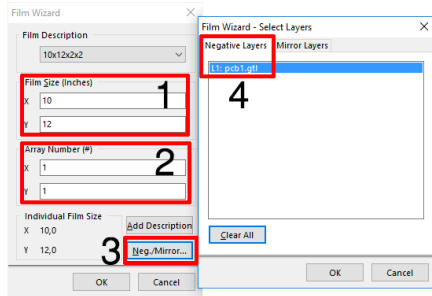 Film Wizard
Film Description
10x12x2x2
Film Size (Inches)
X 10
Y 12
1
Array Number (#)
X 1
Y 1
2
Individual Film Size
X 10,0
Y 12,0
Add Description
3
Neg./Mirror...
OK Cancel
Film Wizard - Select Layers
Negative Layers Mirror Layers
L1: pcb1.gtl
4
Clear All
OK Cancel